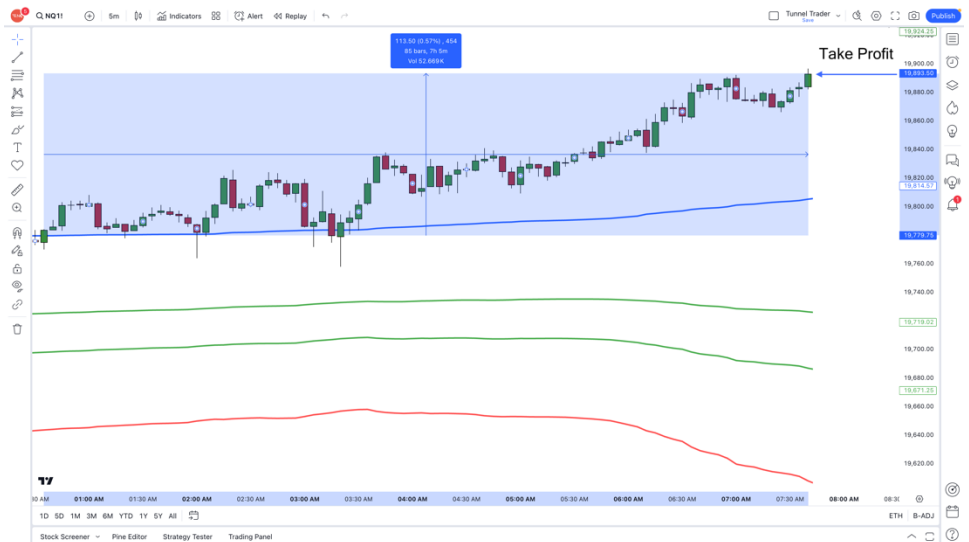 NQ1!
5m
Indicators
Alert
Replay
Tunnel Trader
Save
Publish
113.50 (0.57%) , 454
85 bars, 7h 5m
Vol 52.669K
Take Profit
19,924.25
19,900.00
19,893.50
19,880.00
19,860.00
19,840.00
19,820.00
19,814.57
19,800.00
19,779.75
19,760.00
19,740.00
19,719.02
19,700.00
19,680.00
19,671.25
19,660.00
19,640.00
19,620.00
01:00 AM 01:30 AM 02:00 AM 02:30 AM 03:00 AM 03:30 AM 04:00 AM 04:30 AM 05:00 AM 05:30 AM 06:00 AM 06:30 AM 07:00 AM 07:30 AM 08:00 AM
1D 5D 1M 3M 6M YTD 1Y 5Y All
ETH B-ADJ
Stock Screener Pine Editor Strategy Tester Trading Panel